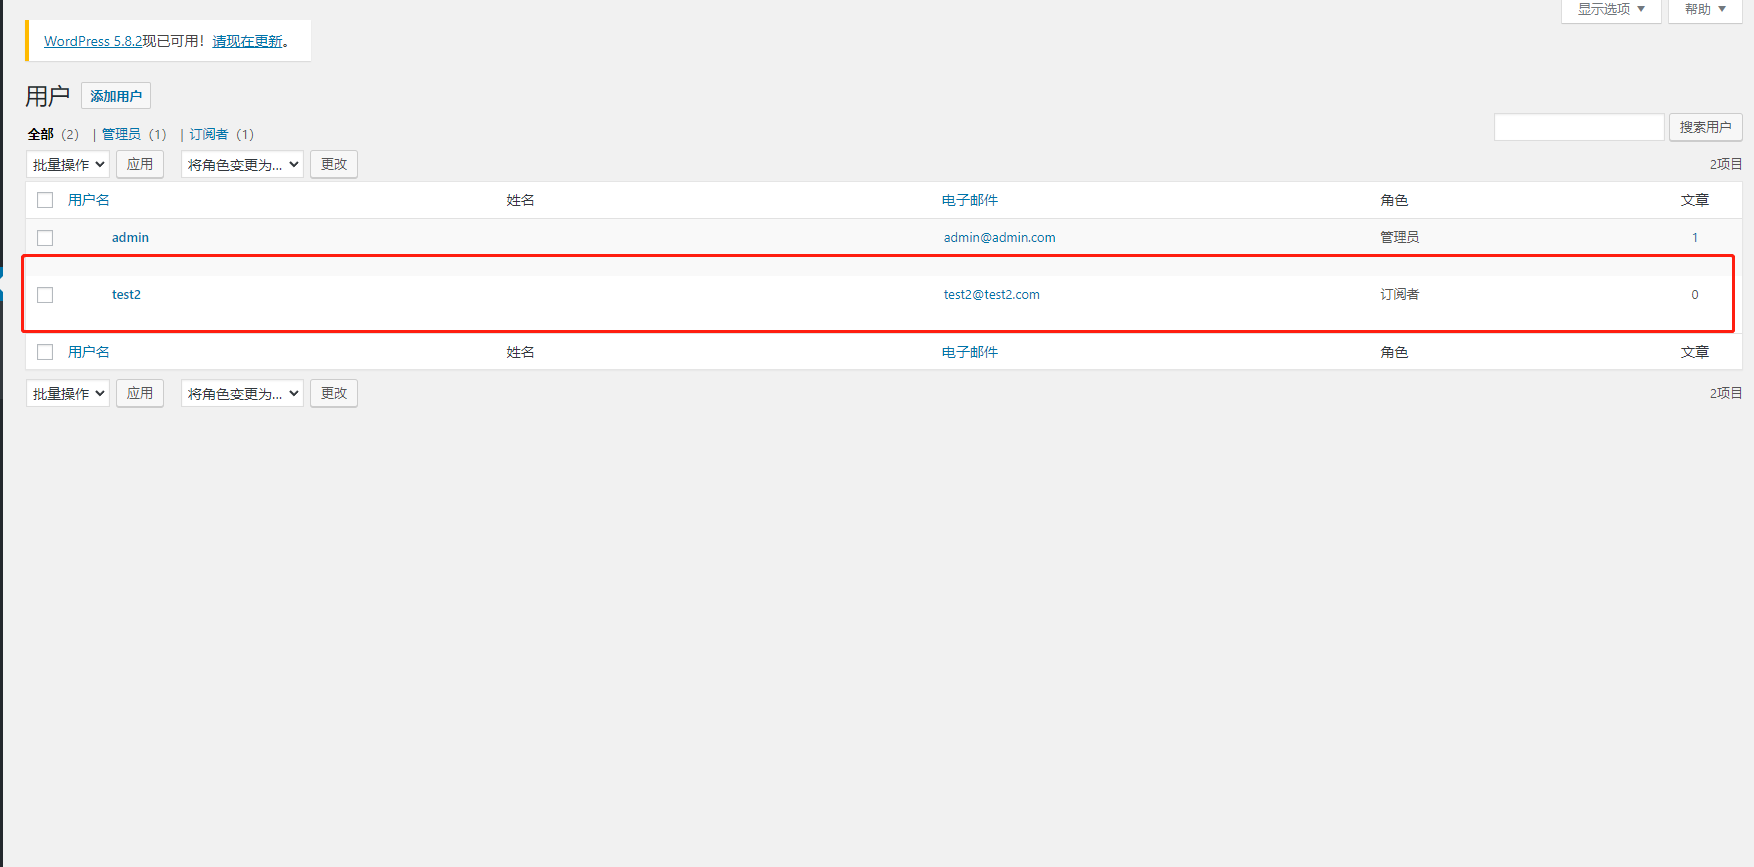 显示选项 帮助
WordPress 5.8.2现已可用！请现在更新。
用户 添加用户
全部（2） | 管理员（1） | 订阅者（1）
搜索用户
批量操作 应用 将角色变更为... 更改 2项目
用户名 姓名 电子邮件 角色 文章
admin admin@admin.com 管理员 1
test2 test2@test2.com 订阅者 0
用户名 姓名 电子邮件 角色 文章
批量操作 应用 将角色变更为... 更改 2项目